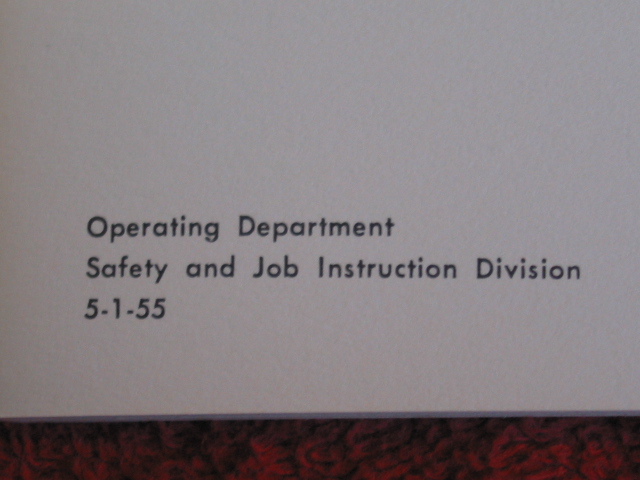 Operating Department
Safety and Job Instruction Division
5-1-55